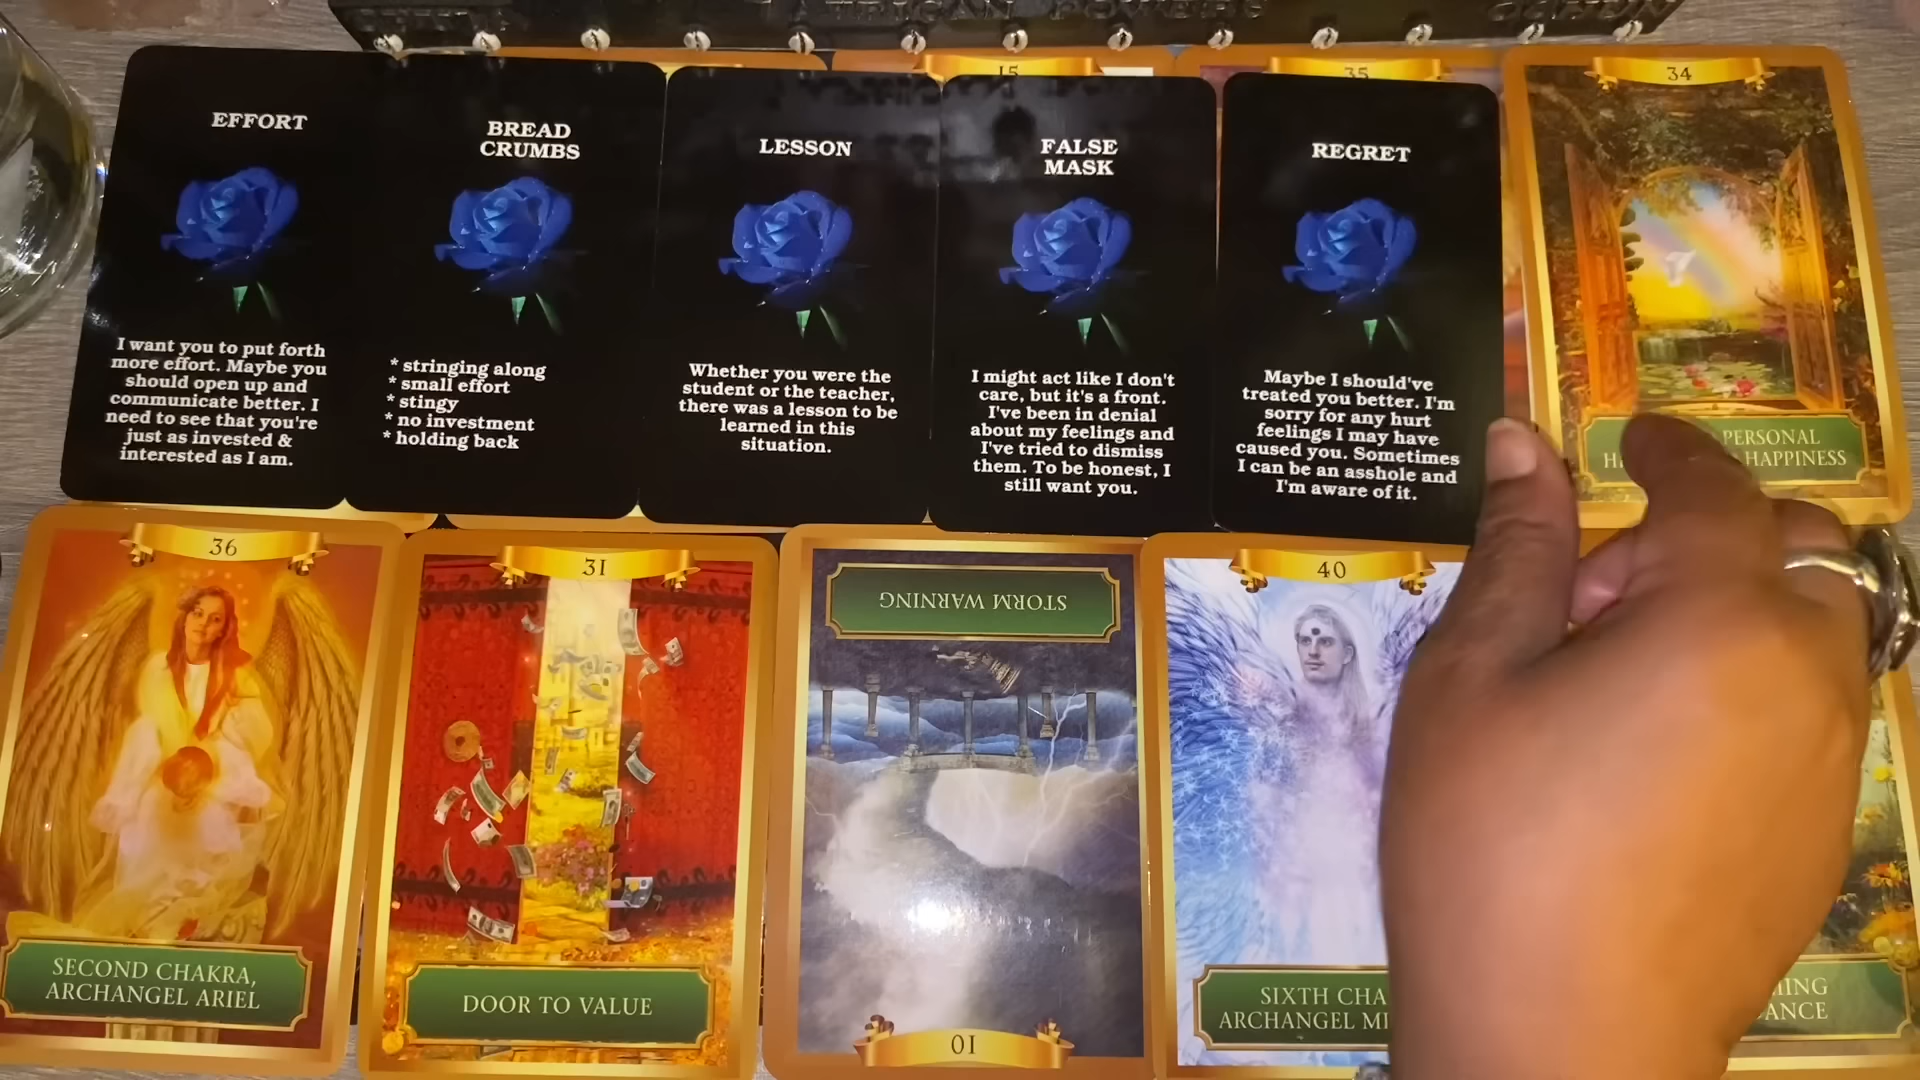 AFRICAN POWERS
15
35
34
EFFORT
I want you to put forth
more effort. Maybe you
should open up and
communicate better. I
need to see that you're
just as invested &
interested as I am.
BREAD
CRUMBS
* stringing along
* small effort
* stingy
* no investment
* holding back
LESSON
Whether you were the
student or the teacher,
there was a lesson to be
learned in this
situation.
FALSE
MASK
I might act like I don't
care, but it's a front.
I've been in denial
about my feelings and
I've tried to dismiss
them. To be honest, I
still want you.
REGRET
Maybe I should've
treated you better. I'm
sorry for any hurt
feelings I may have
caused you. Sometimes
I can be an asshole and
I'm aware of it.
PERSONAL
HAPPINESS
36
SECOND CHAKRA,
ARCHANGEL ARIEL
31
DOOR TO VALUE
STORM WARNING
10
40
SIXTH
ARCHANGEL